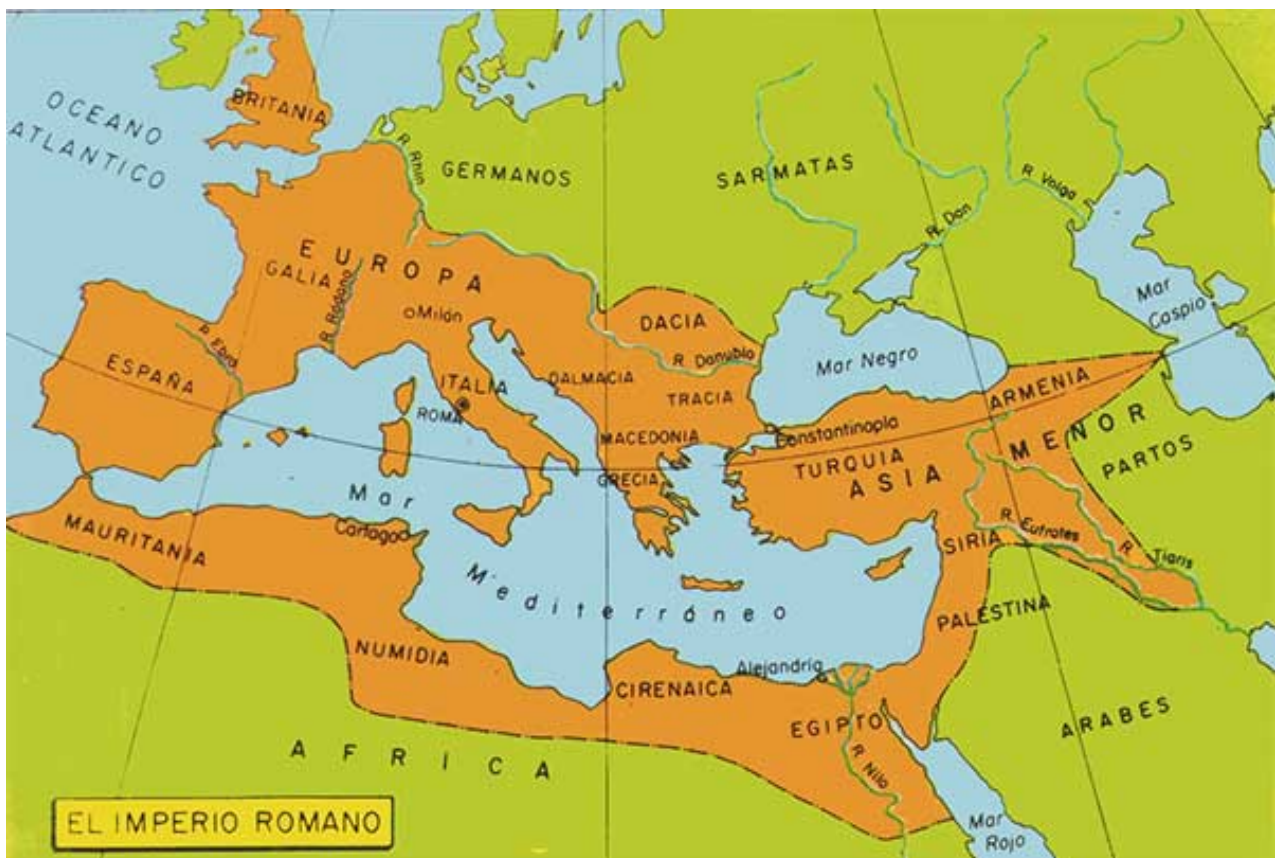 OCEANO
ATLANTICO
BRITANIA
GERMANOS
R. Rhin
SARMATAS
R. Don
R. Volga
EUROPA
GALIA
R. Rodano
Milán
DACIA
R. Danubio
Mar Negro
Mar
Caspio
ESPAÑA
R. Ebro
ITALIA
ROMA
DALMACIA
TRACIA
MACEDONIA
GRECIA
Constantinopla
TURQUIA
ARMENIA
ASIA MENOR
PARTOS
MAURITANIA
Cartago
Mar
Mediterráneo
SIRIA
R. Eufrates
R. Tigris
PALESTINA
NUMIDIA
CIRENAICA
Alejandría
EGIPTO
R. Nilo
ARABES
AFRICA
Mar
Rojo
EL IMPERIO ROMANO